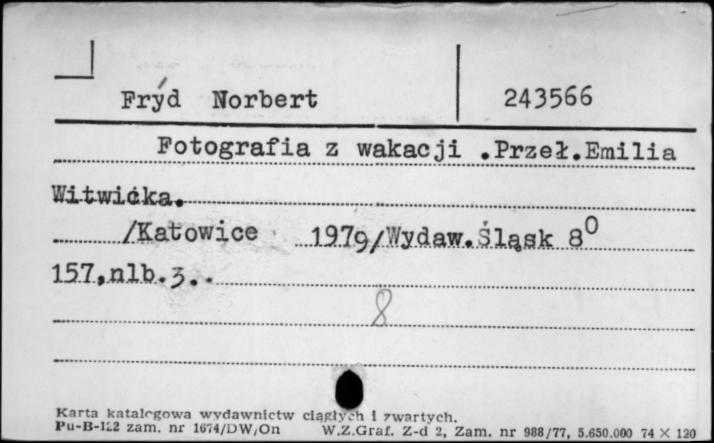 Frýd Norbert 243566
Fotografia z wakacji .Przeł.Emilia
Witwicka.
/Katowice 1979/Wydaw.Śląsk 8⁰
157,nlb.3..
8
Karta katalogowa wydawnictw ciągłych i zwartych.
Pu-B-122 zam. nr 1674/DW/On W.Z.Graf. Z-d 2, Zam. nr 988/77, 5.650.000 74 × 120